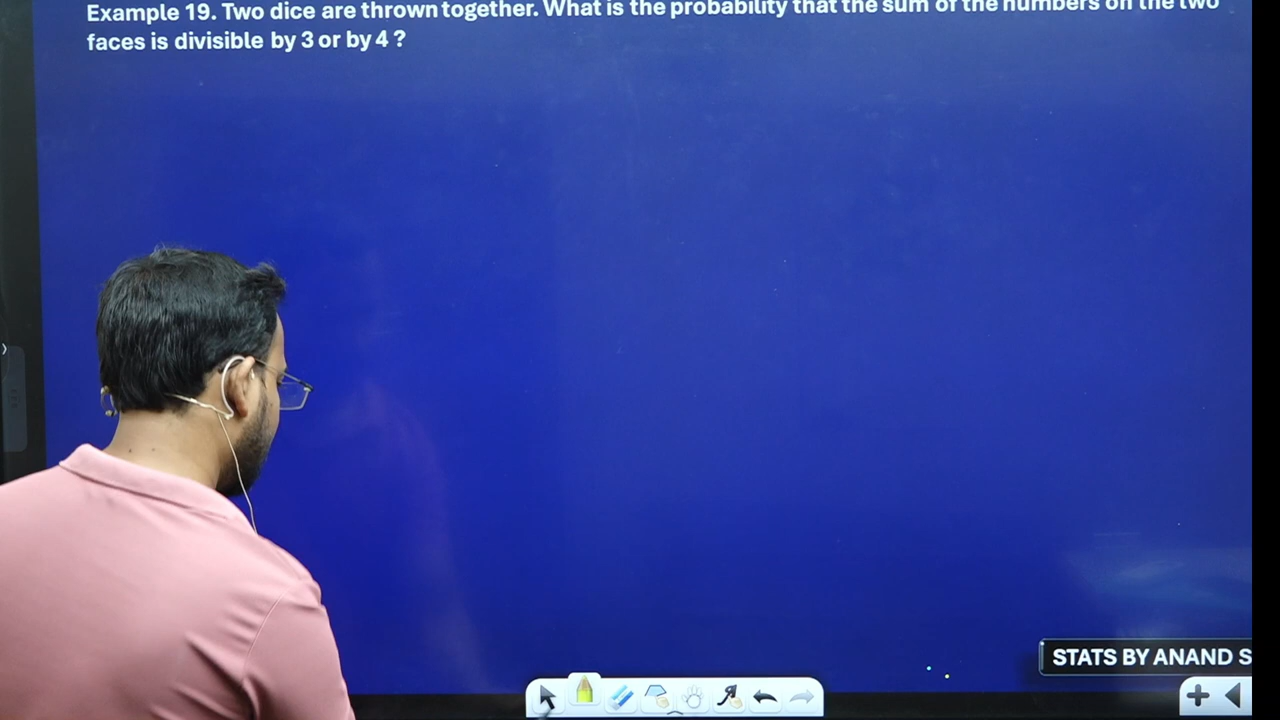 Example 19. Two dice are thrown together. What is the probability that the sum of the numbers on the two
faces is divisible by 3 or by 4 ?
STATS BY ANAND S